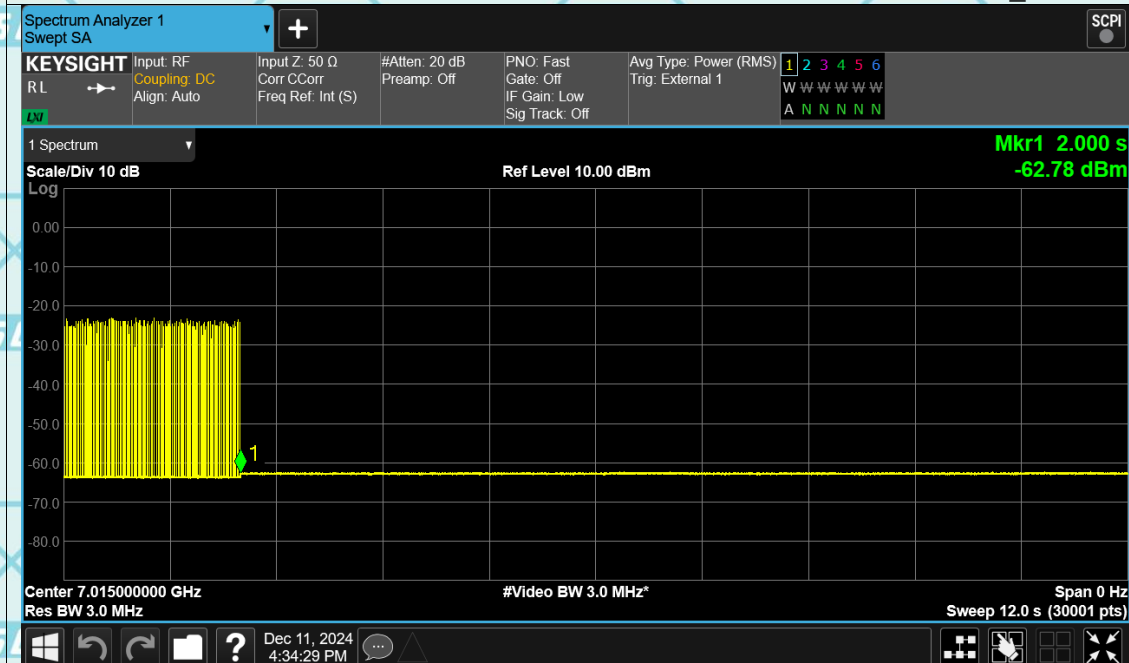 Spectrum Analyzer 1
Swept SA
+
SCPI
KEYSIGHT
RL
LXI
Input: RF
Coupling: DC
Align: Auto
Input Z: 50 Ω
Corr CCorr
Freq Ref: Int (S)
#Atten: 20 dB
Preamp: Off
PNO: Fast
Gate: Off
IF Gain: Low
Sig Track: Off
Avg Type: Power (RMS)
Trig: External 1
1 2 3 4 5 6
W W W W W W
A N N N N N
1 Spectrum
Mkr1 2.000 s
-62.78 dBm
Scale/Div 10 dB
Ref Level 10.00 dBm
Log
0.00
-10.0
-20.0
-30.0
-40.0
-50.0
-60.0
-70.0
-80.0
1
Center 7.015000000 GHz
#Video BW 3.0 MHz*
Span 0 Hz
Res BW 3.0 MHz
Sweep 12.0 s (30001 pts)
?
Dec 11, 2024
4:34:29 PM